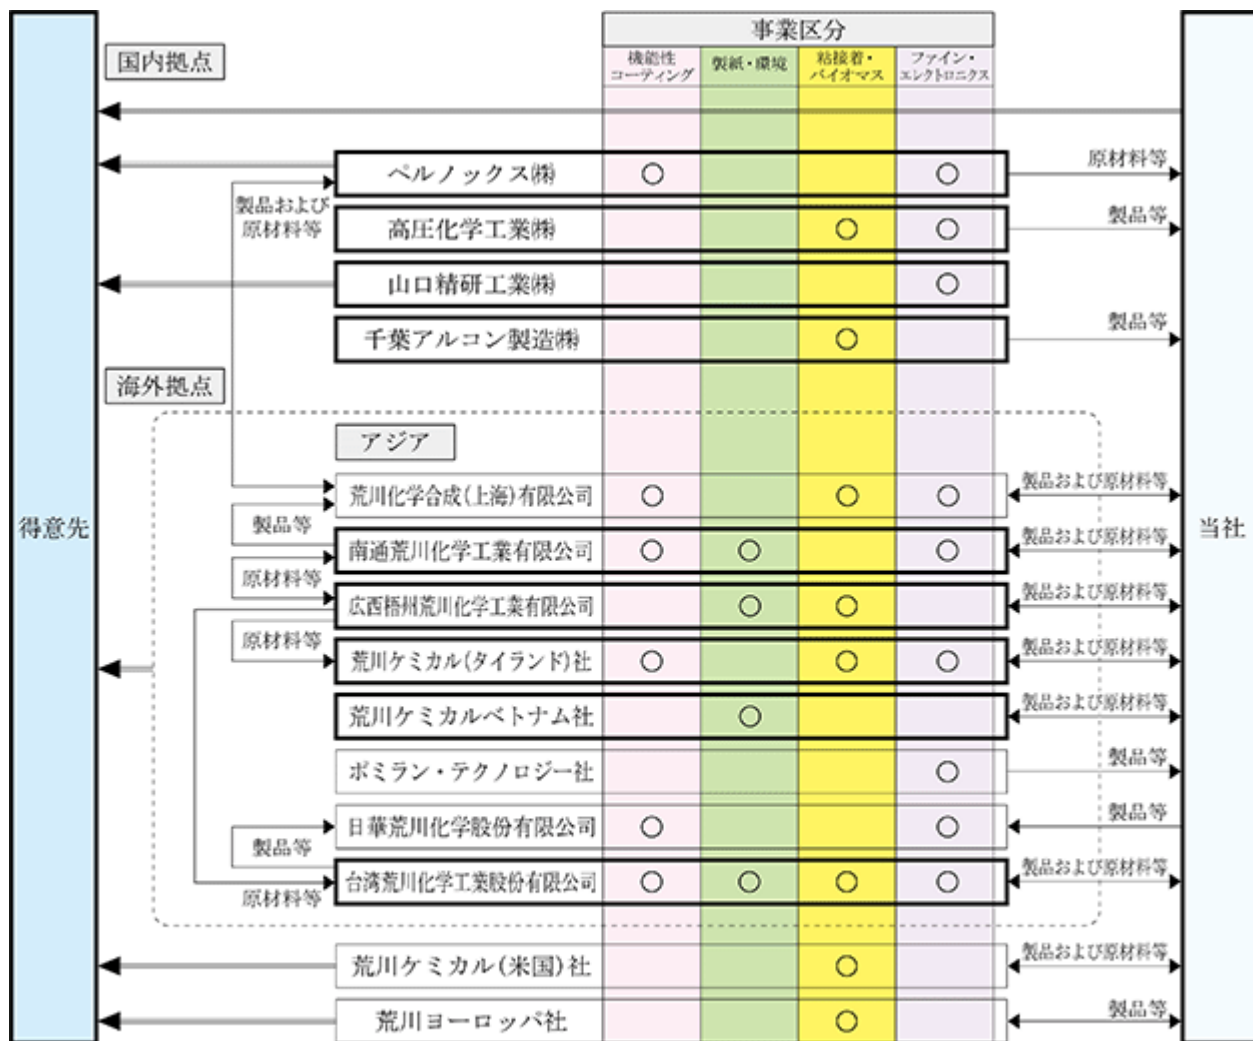 事業区分
国内拠点
機能性
コーティング
製紙・環境
粘接着・
バイオマス
ファイン・
エレクトロニクス
ペルノックス㈱
原材料等
製品および
原材料等
高圧化学工業㈱
製品等
山口精研工業㈱
千葉アルコン製造㈱
製品等
海外拠点
アジア
荒川化学合成(上海)有限公司
製品および原材料等
製品等
得意先
当社
南通荒川化学工業有限公司
製品および原材料等
原材料等
広西梧州荒川化学工業有限公司
製品および原材料等
原材料等
荒川ケミカル(タイランド)社
製品および原材料等
荒川ケミカルベトナム社
製品および原材料等
ポミラン・テクノロジー社
製品等
日華荒川化学股份有限公司
製品等
製品等
台湾荒川化学工業股份有限公司
製品および原材料等
原材料等
荒川ケミカル(米国)社
製品および原材料等
荒川ヨーロッパ社
製品等